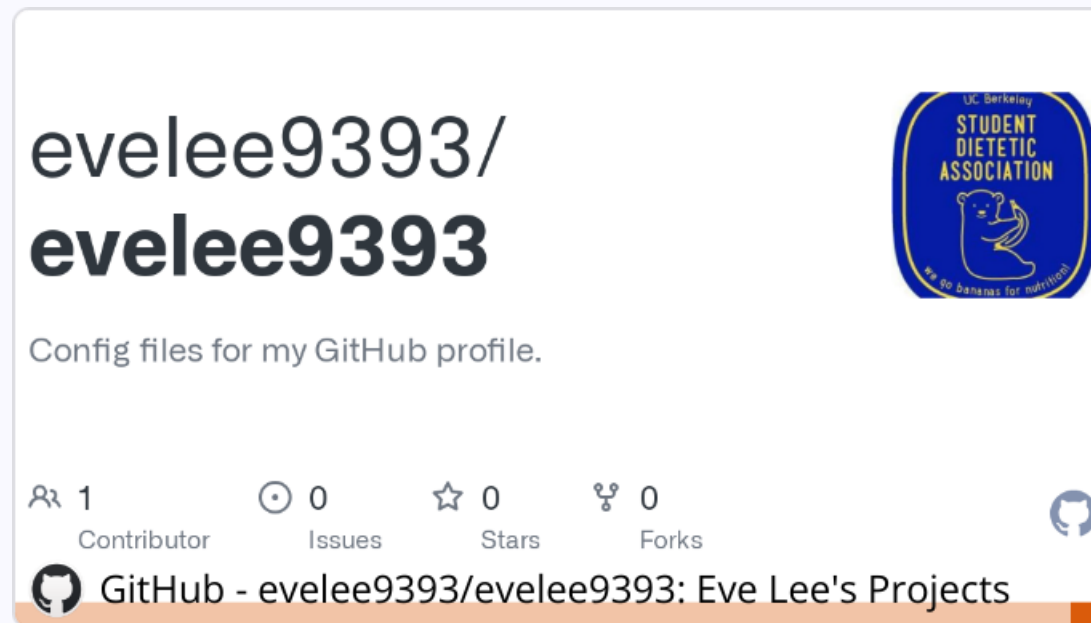 evelee9393/
evelee9393
Config files for my GitHub profile.
UC Berkeley
STUDENT
DIETETIC
ASSOCIATION
we go bananas for nutrition!
1
Contributor
0
Issues
0
Stars
0
Forks
GitHub - evelee9393/evelee9393: Eve Lee's Projects